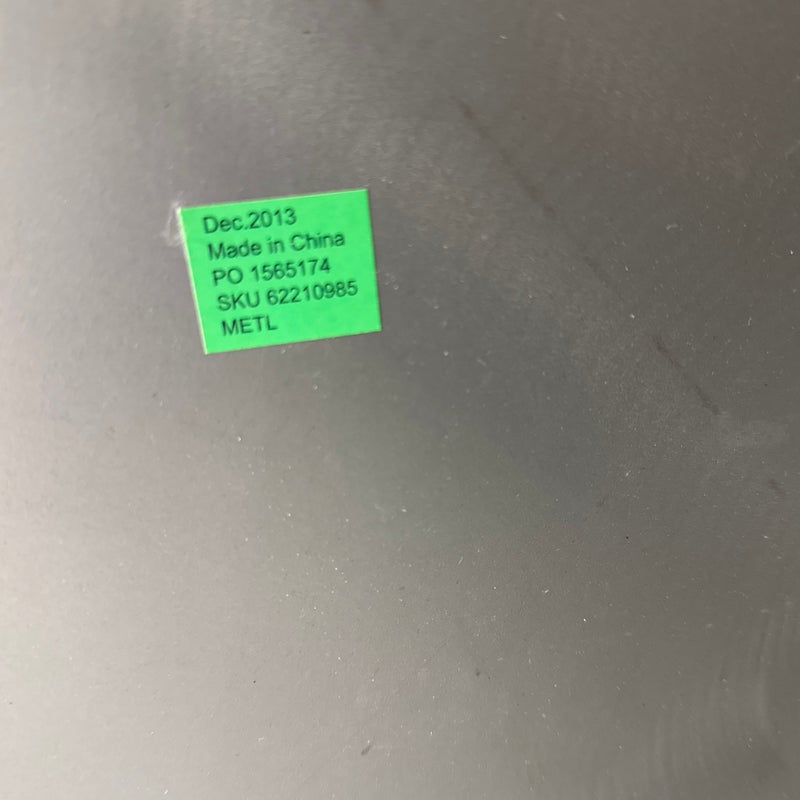 Dec.2013
Made in China
PO 1565174
SKU 62210985
METL